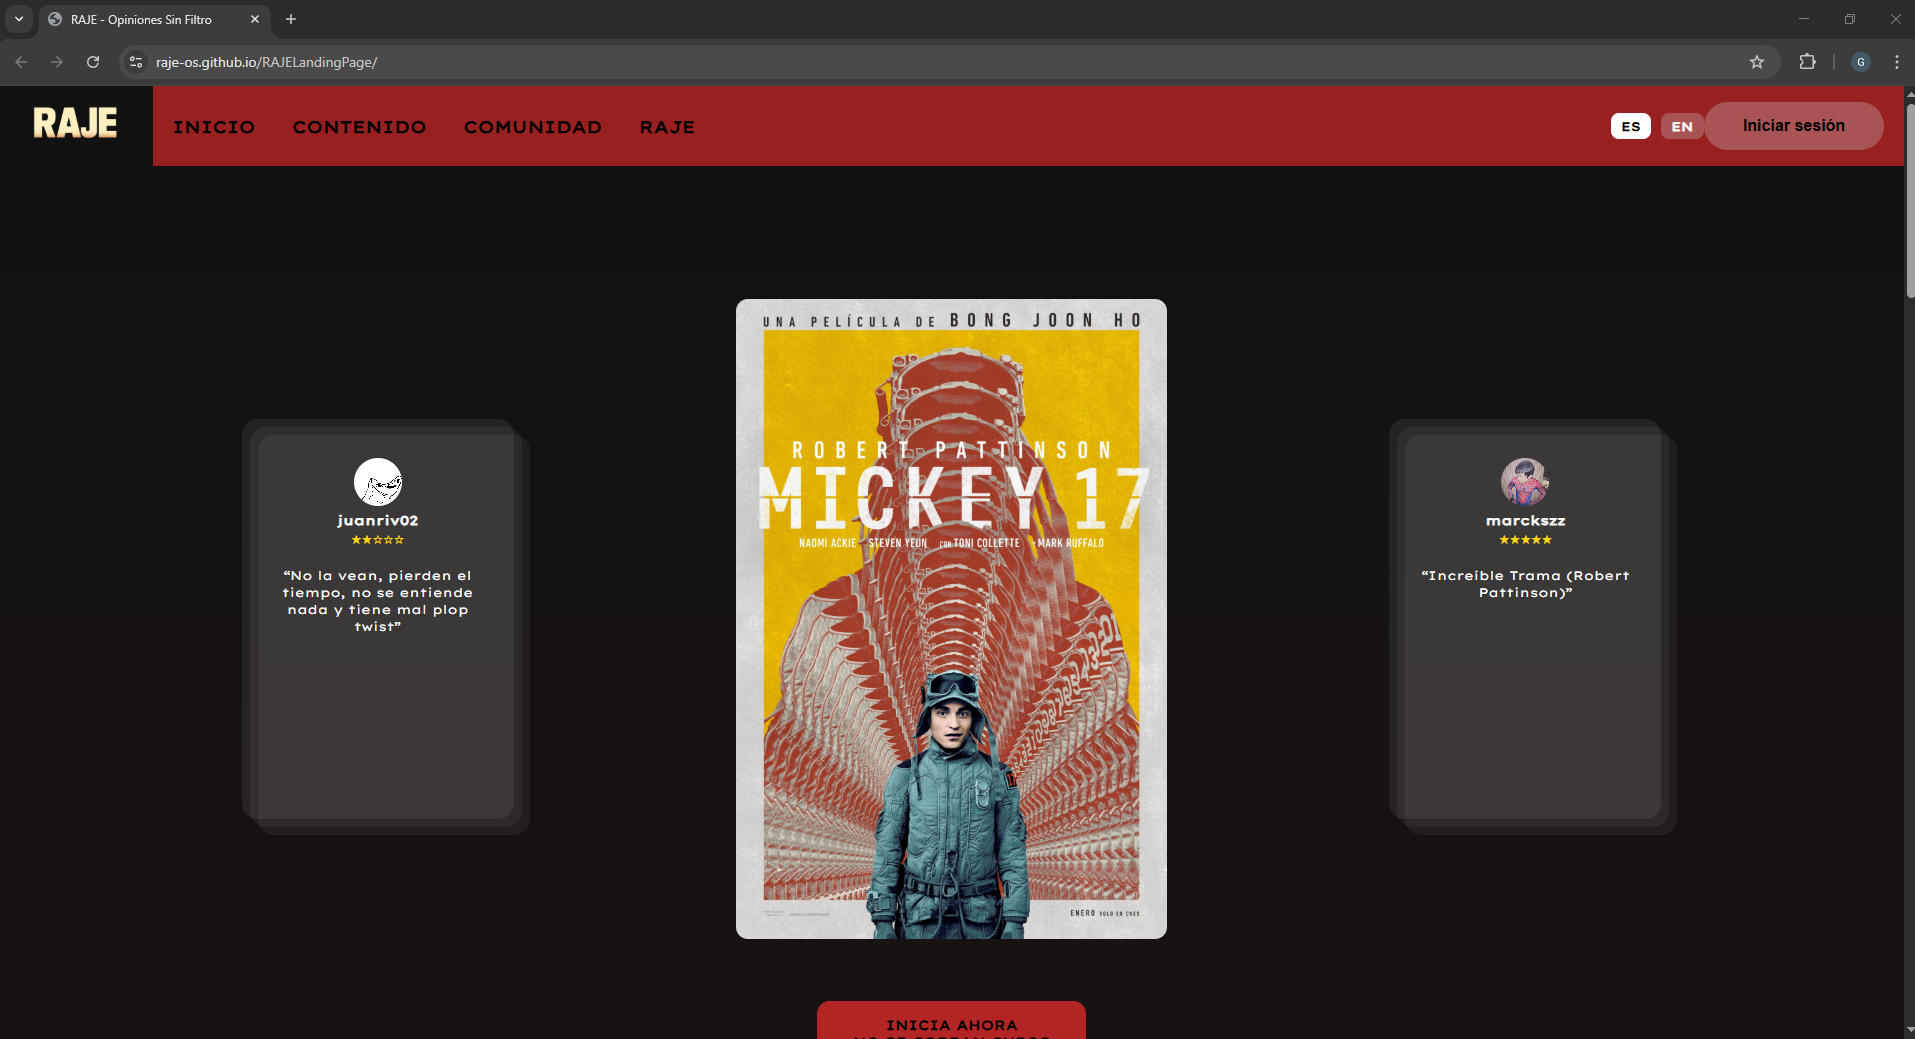 RAJE - Opiniones Sin Filtro
raje-os.github.io/RAJELandingPage/
G
RAJE
INICIO CONTENIDO COMUNIDAD RAJE
ES EN Iniciar sesión
UNA PELÍCULA DE BONG JOON HO
ROBERT PATTINSON
MICKEY 17
NAOMI ACKIE STEVEN YEUN CON TONI COLLETTE Y MARK RUFFALO
ENERO SOLO EN CINES
juanriv02
★★☆☆☆
“No la vean, pierden el
tiempo, no se entiende
nada y tiene mal plop
twist”
marckszz
★★★★★
“Increíble Trama (Robert
Pattinson)”
INICIA AHORA